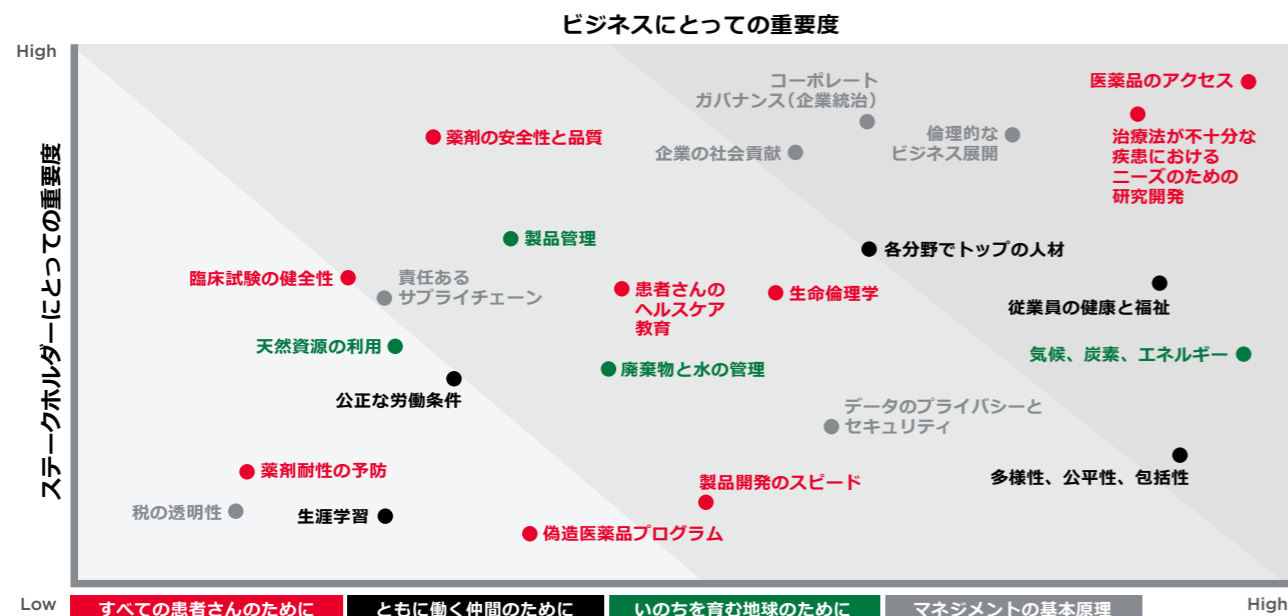 ビジネスにとっての重要度
High
ステークホルダーにとっての重要度
コーポレート
ガバナンス（企業統治）
医薬品のアクセス
薬剤の安全性と品質
企業の社会貢献
倫理的な
ビジネス展開
治療法が不十分な
疾患における
ニーズのための
研究開発
製品管理
各分野でトップの人材
臨床試験の健全性
責任ある
サプライチェーン
患者さんの
ヘルスケア
教育
生命倫理学
従業員の健康と福祉
天然資源の利用
廃棄物と水の管理
気候、炭素、エネルギー
公正な労働条件
データのプライバシーと
セキュリティ
薬剤耐性の予防
製品開発のスピード
多様性、公平性、包括性
税の透明性
生涯学習
偽造医薬品プログラム
Low
すべての患者さんのために
ともに働く仲間のために
いのちを育む地球のために
マネジメントの基本原理
High